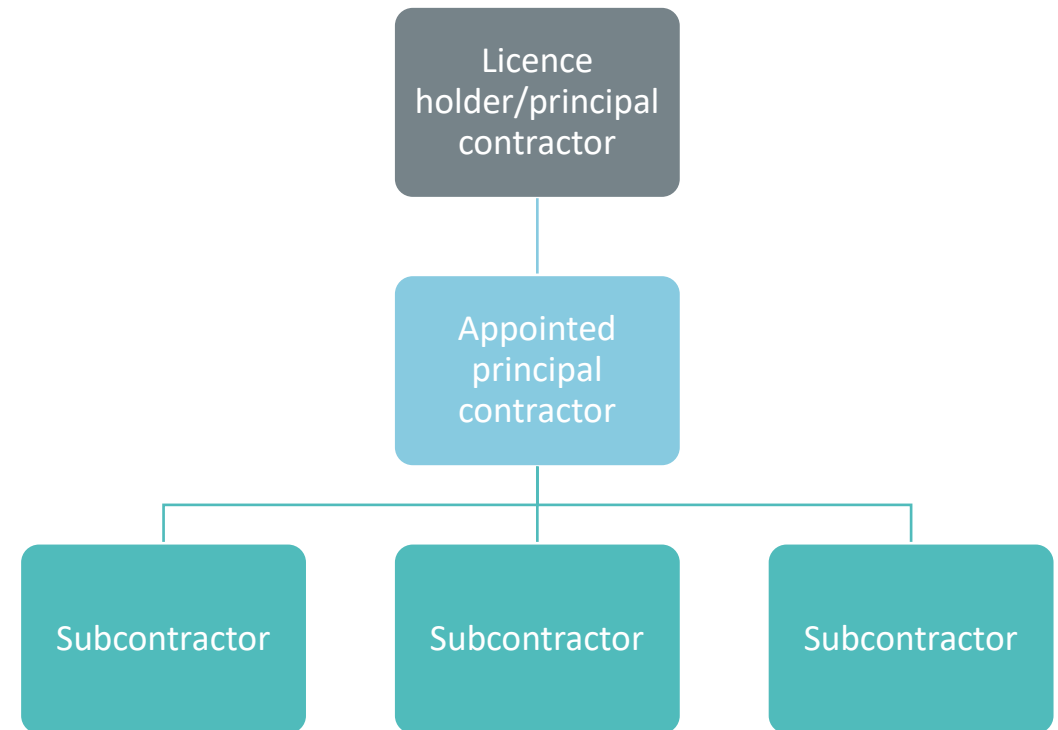 Licence
holder/principal
contractor
Appointed
principal
contractor
Subcontractor
Subcontractor
Subcontractor